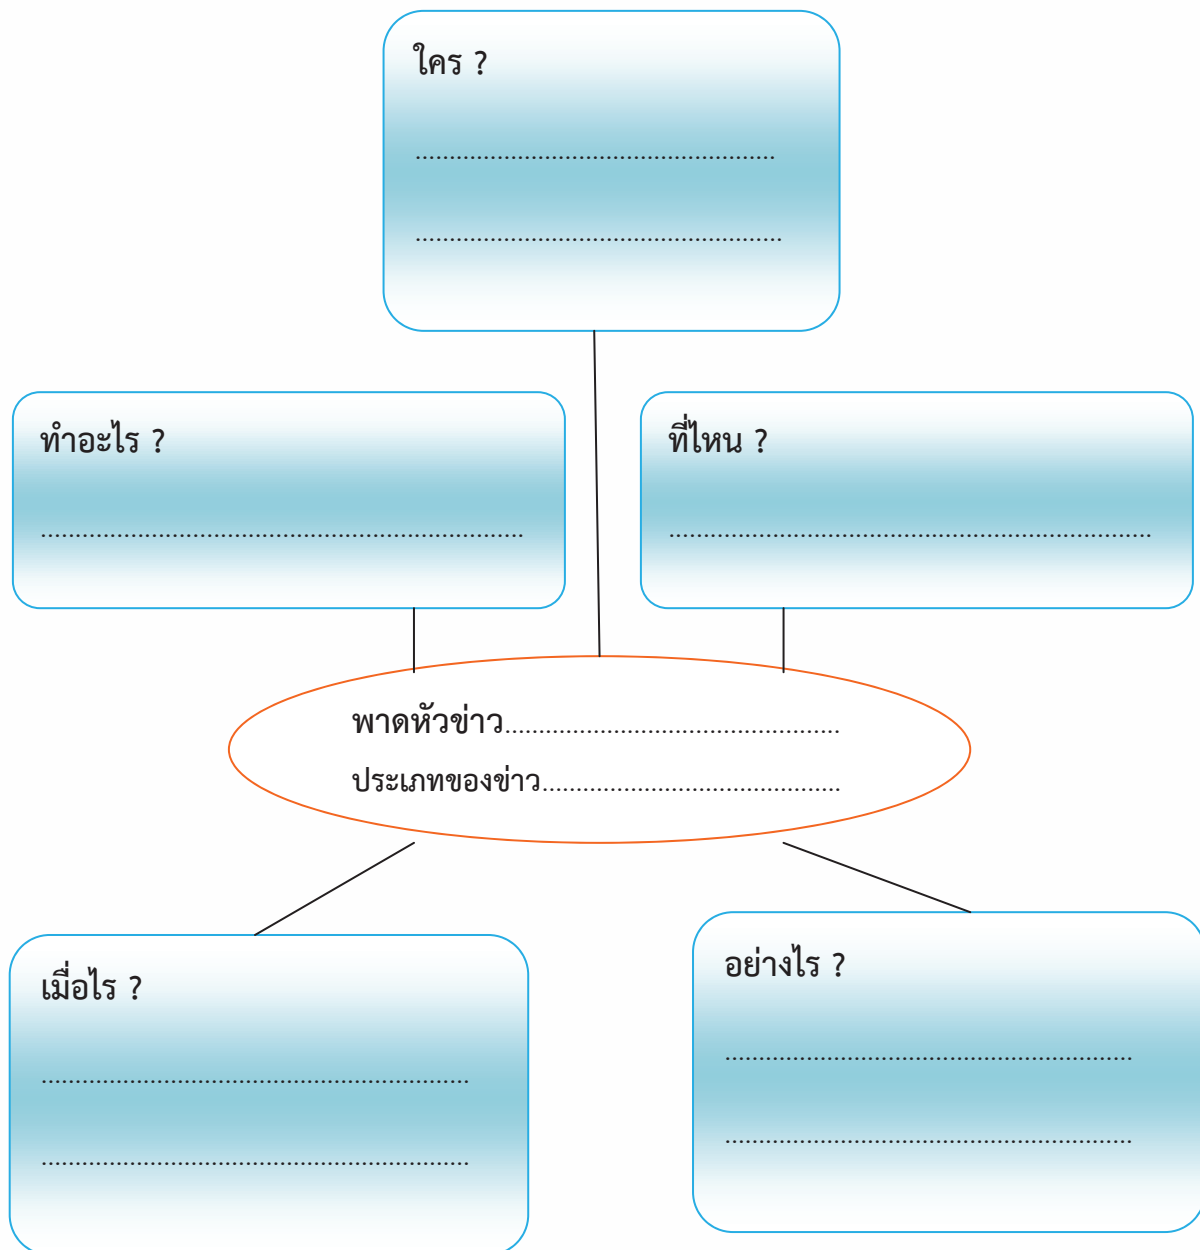 ใคร ?
.....................................................
......................................................
ทำอะไร ?
.......................................................................
ที่ไหน ?
.......................................................................
พาดหัวข่าว.................................................
ประเภทของข่าว............................................
เมื่อไร ?
...............................................................
...............................................................
อย่างไร ?
............................................................
............................................................